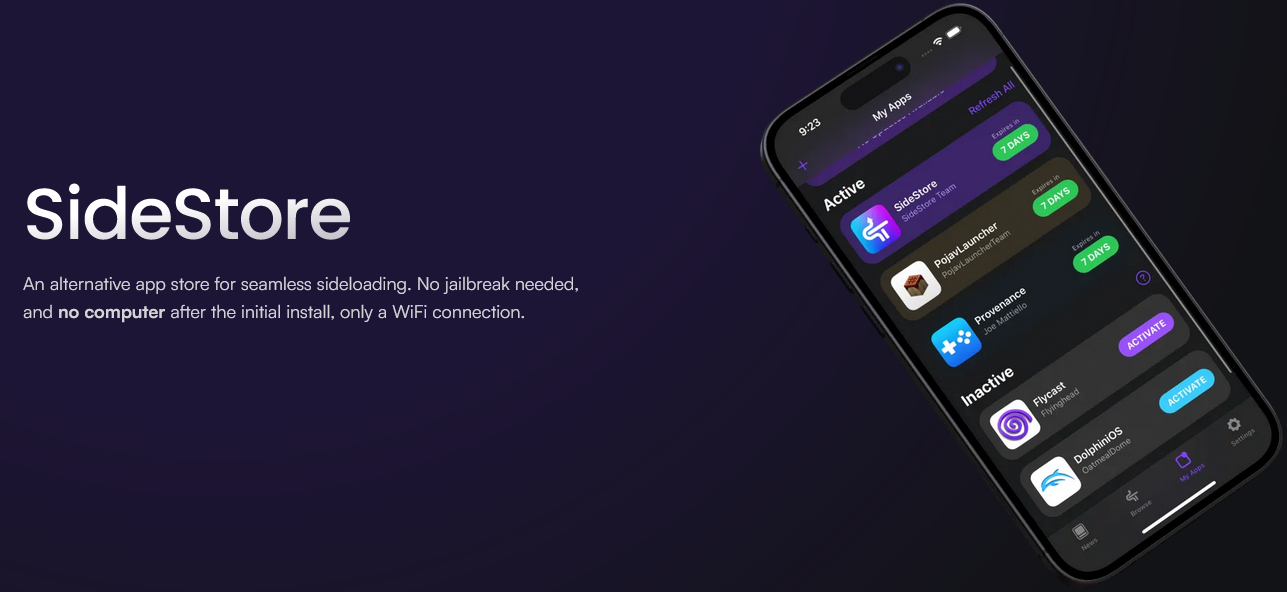 SideStore
An alternative app store for seamless sideloading. No jailbreak needed,
and no computer after the initial install, only a WiFi connection.
9:23
My Apps
Refresh All
Active
SideStore
SideStore Team
Expires in
7 DAYS
PojavLauncher
PojavLauncherTeam
Expires in
7 DAYS
Provenance
Joe Mattiello
Expires in
7 DAYS
?
Inactive
Flycast
Flyinghead
ACTIVATE
DolphiniOS
OatmealDome
ACTIVATE
News
Browse
My Apps
Settings